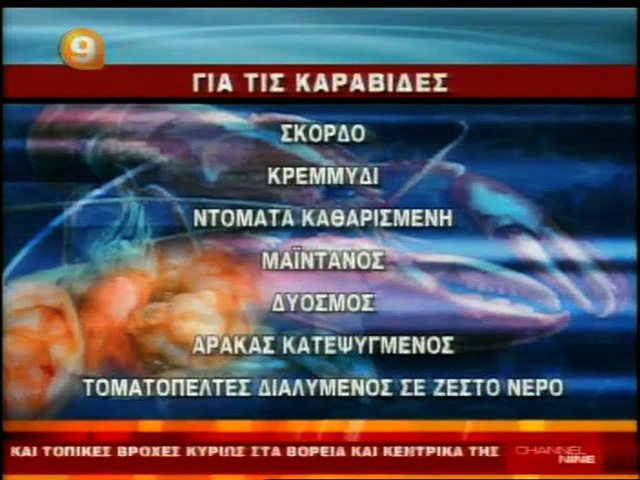 9
ΓΙΑ ΤΙΣ ΚΑΡΑΒΙΔΕΣ
ΣΚΟΡΔΟ
ΚΡΕΜΜΥΔΙ
ΝΤΟΜΑΤΑ ΚΑΘΑΡΙΣΜΕΝΗ
ΜΑΪΝΤΑΝΟΣ
ΔΥΟΣΜΟΣ
ΑΡΑΚΑΣ ΚΑΤΕΨΥΓΜΕΝΟΣ
ΤΟΜΑΤΟΠΕΛΤΕΣ ΔΙΑΛΥΜΕΝΟΣ ΣΕ ΖΕΣΤΟ ΝΕΡΟ
ΚΑΙ ΤΟΠΙΚΕΣ ΒΡΟΧΕΣ ΚΥΡΙΩΣ ΣΤΑ ΒΟΡΕΙΑ ΚΑΙ ΚΕΝΤΡΙΚΑ ΤΗΣ
CHANNEL
NINE